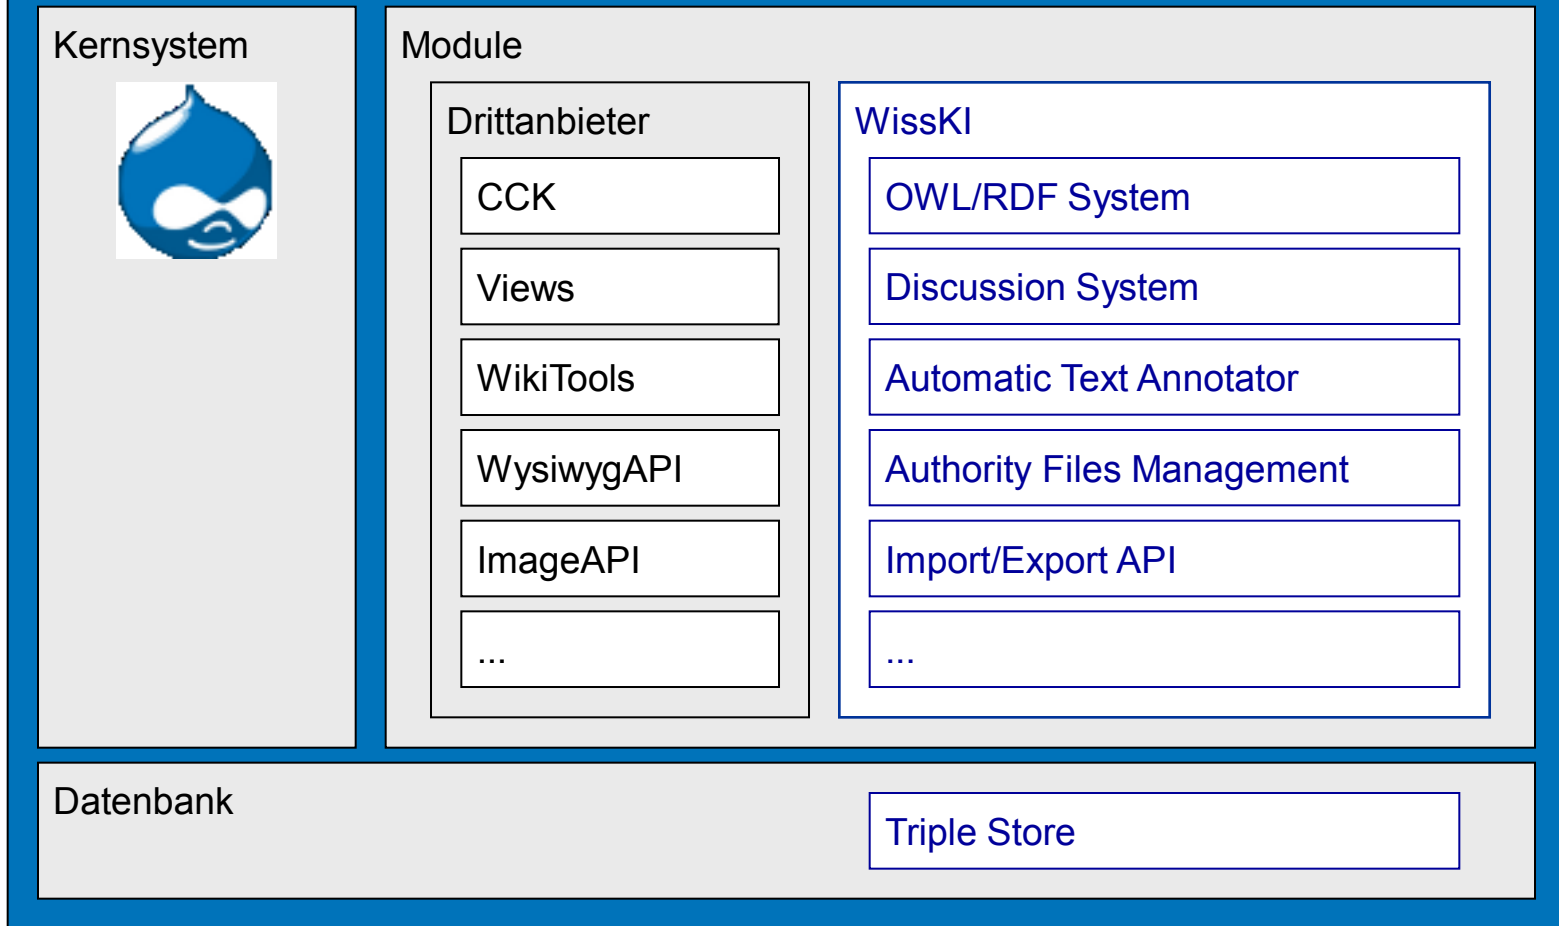 Kernsystem
Module
Drittanbieter
CCK
Views
WikiTools
WysiwygAPI
ImageAPI
...
WissKI
OWL/RDF System
Discussion System
Automatic Text Annotator
Authority Files Management
Import/Export API
...
Datenbank
Triple Store